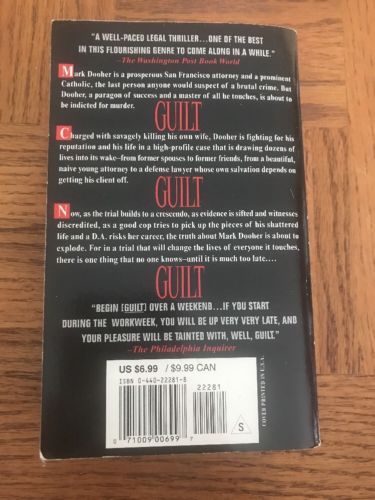 "A WELL-PACED LEGAL THRILLER...ONE OF THE BEST
IN THIS FLOURISHING GENRE TO COME ALONG IN A WHILE."
–The Washington Post Book World
Mark Dooher is a prosperous San Francisco attorney and a prominent
Catholic, the last person anyone would suspect of a brutal crime. But
Dooher, a paragon of success and a master of all he touches, is about to
be indicted for murder.
GUILT
Charged with savagely killing his own wife, Dooher is fighting for his
reputation and his life in a high-profile case that is drawing dozens of
lives into its wake–from former spouses to former friends, from a beautiful,
naive young attorney to a defense lawyer whose own salvation depends on
getting his client off.
GUILT
Now, as the trial builds to a crescendo, as evidence is sifted and witnesses
discredited, as a good cop tries to pick up the pieces of his shattered
life and a D.A. risks her career, the truth about Mark Dooher is about to
explode. For in a trial that will change the lives of everyone it touches,
there is one thing that no one knows–until it is much too late....
GUILT
"BEGIN [GUILT] OVER A WEEKEND...IF YOU START
DURING THE WORKWEEK, YOU WILL BE UP VERY VERY LATE, AND
YOUR PLEASURE WILL BE TAINTED WITH, WELL, GUILT."
–The Philadelphia Inquirer
US $6.99 / $9.99 CAN
ISBN 0-440-22281-8
22281
0 71009 00699 7
S
COVER PRINTED IN U.S.A.